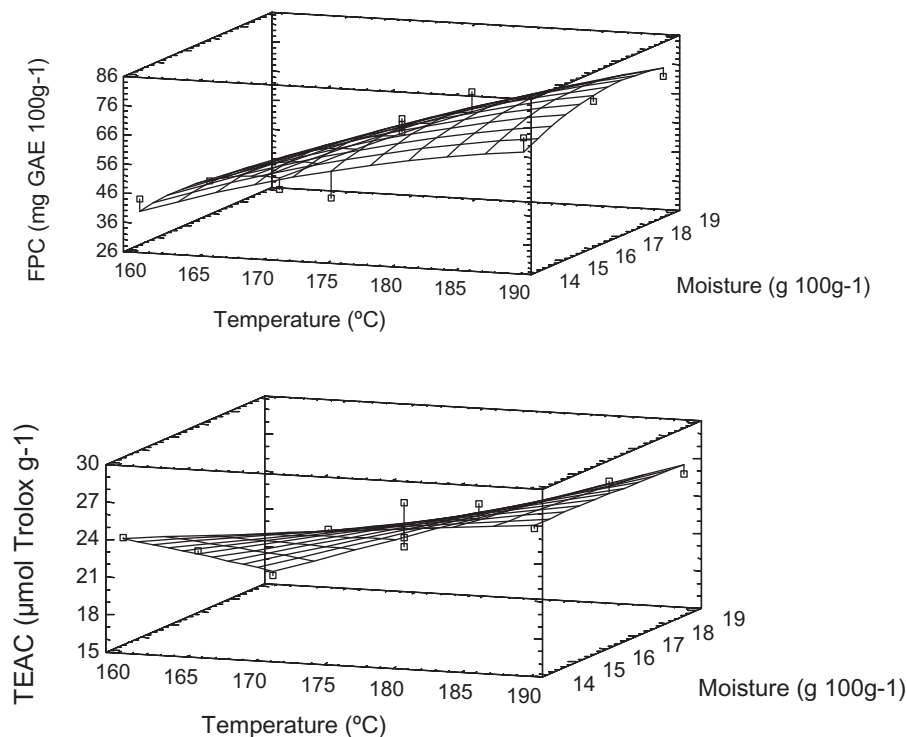 86
76
66
56
46
36
26
FPC (mg GAE 100g-1)
160 165 170 175 180 185 190
Temperature (ºC)
14 15 16 17 18 19
Moisture (g 100g-1)
30
27
24
21
18
15
TEAC (µmol Trolox g-1)
160 165 170 175 180 185 190
Temperature (ºC)
14 15 16 17 18 19
Moisture (g 100g-1)